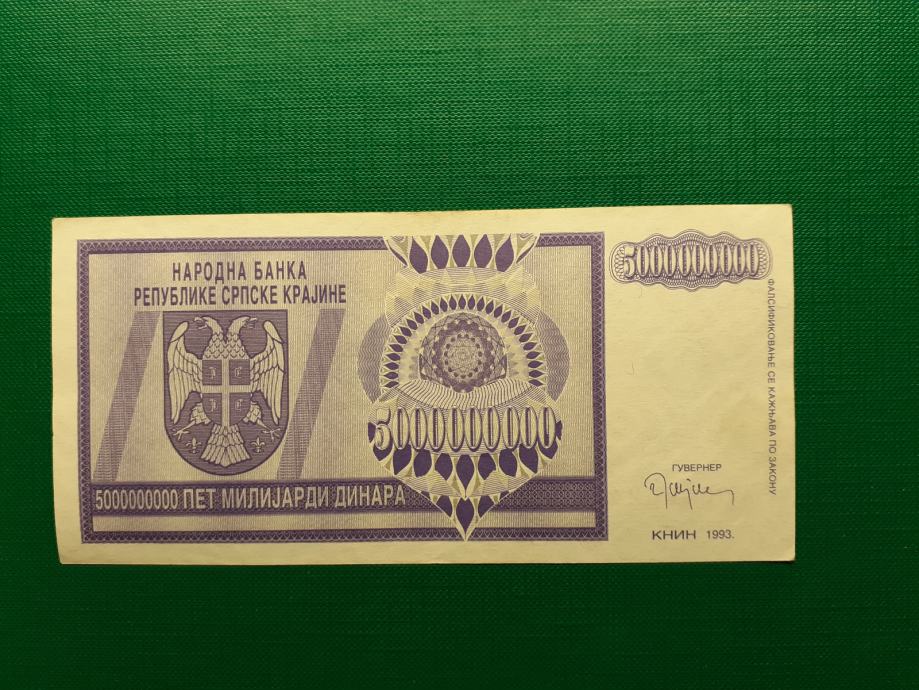 НАРОДНА БАНКА
РЕПУБЛИКЕ СРПСКЕ КРАЈИНЕ
5000000000
5000000000
5000000000 ПЕТ МИЛИЈАРДИ ДИНАРА
ФАЛСИФИКОВАЊЕ СЕ КАЖЊАВА ПО ЗАКОНУ
ГУВЕРНЕР
КНИН 1993.